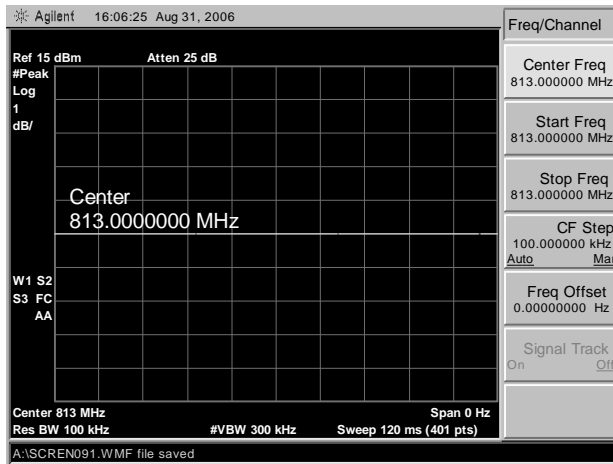 Agilent 16:06:25 Aug 31, 2006
Freq/Channel
Ref 15 dBm Atten 25 dB
#Peak
Log
1
dB/
Center
813.0000000 MHz
W1 S2
S3 FC
AA
Center 813 MHz Span 0 Hz
Res BW 100 kHz #VBW 300 kHz Sweep 120 ms (401 pts)
A:\SCREN091.WMF file saved
Center Freq
813.000000 MHz
Start Freq
813.000000 MHz
Stop Freq
813.000000 MHz
CF Step
100.000000 kHz
Auto Ma
Freq Offset
0.00000000 Hz
Signal Track
On Off